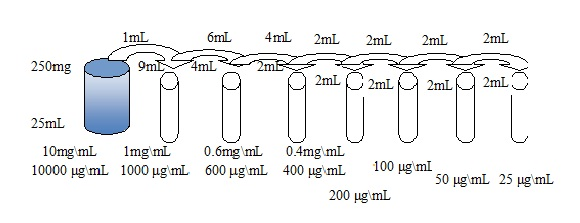 1mL 6mL 4mL 2mL 2mL 2mL 2mL
250mg 9mL 4mL 2mL
2mL 2mL 2mL 2mL
25mL
10mg\mL 1mg\mL 0.6mg\mL 0.4mg\mL
10000 µg\mL 1000 µg\mL 600 µg\mL 400 µg\mL 100 µg\mL
50 µg\mL 25 µg\mL
200 µg\mL